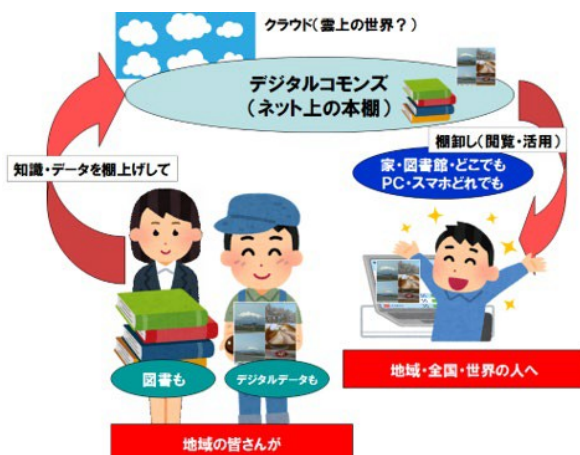 クラウド(雲上の世界?)
デジタルコモンズ
(ネット上の本棚)
棚卸し(閲覧・活用)
知識・データを棚上げして
家・図書館・どこでも
PC・スマホどれでも
図書も
デジタルデータも
地域・全国・世界の人へ
地域の皆さんが